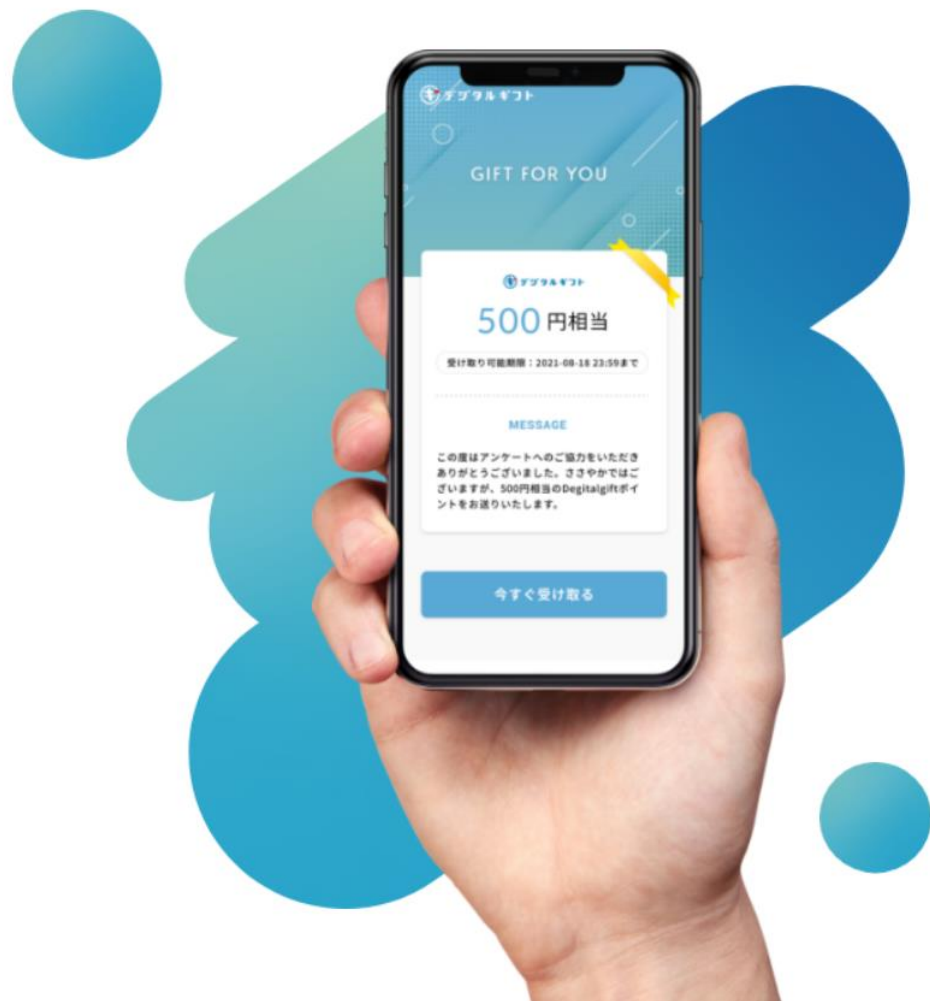 デジタルギフト
GIFT FOR YOU
デジタルギフト
500 円相当
受け取り可能期限：2021-08-18 23:59まで
MESSAGE
この度はアンケートへのご協力をいただき
ありがとうございました。ささやかではご
ざいますが、500円相当のDegitalgiftポイ
ントをお送りいたします。
今すぐ受け取る